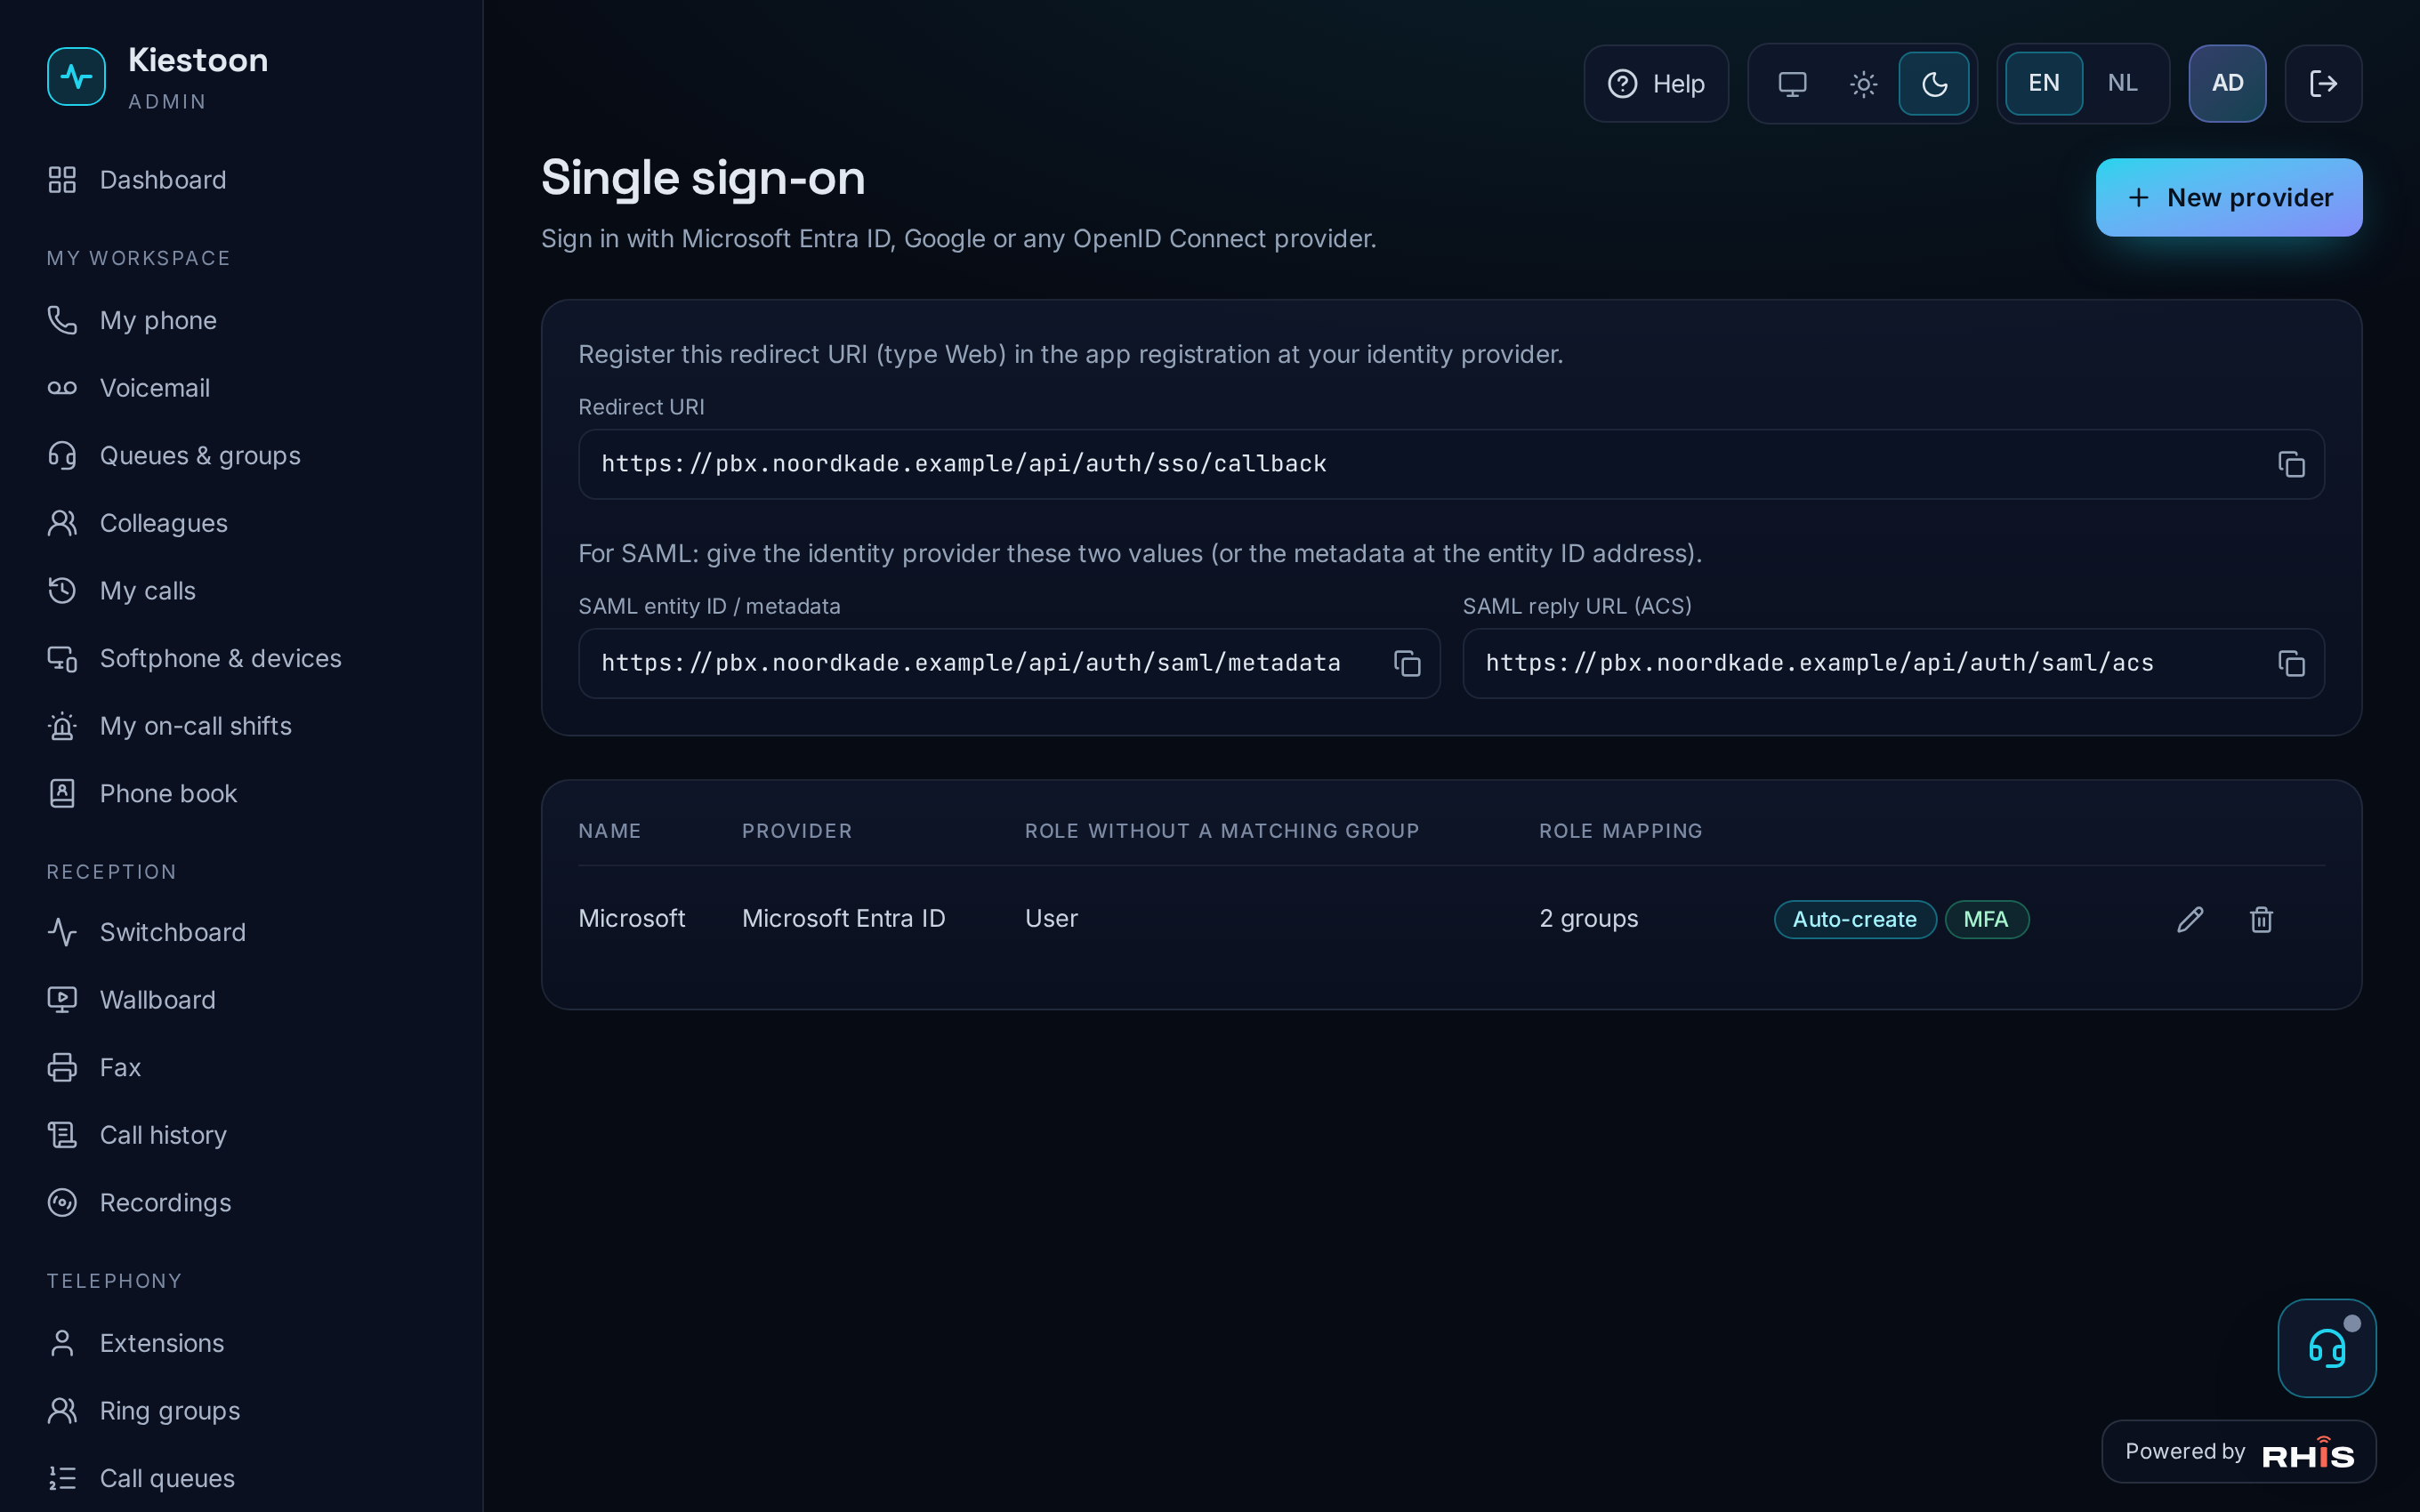 Kiestoon
ADMIN
Dashboard
MY WORKSPACE
My phone
Voicemail
Queues & groups
Colleagues
My calls
Softphone & devices
My on-call shifts
Phone book
RECEPTION
Switchboard
Wallboard
Fax
Call history
Recordings
TELEPHONY
Extensions
Ring groups
Call queues
Help
EN NL
AD
Single sign-on
Sign in with Microsoft Entra ID, Google or any OpenID Connect provider.
New provider
Register this redirect URI (type Web) in the app registration at your identity provider.
Redirect URI
https://pbx.noordkade.example/api/auth/sso/callback
For SAML: give the identity provider these two values (or the metadata at the entity ID address).
SAML entity ID / metadata
https://pbx.noordkade.example/api/auth/saml/metadata
SAML reply URL (ACS)
https://pbx.noordkade.example/api/auth/saml/acs
NAME PROVIDER ROLE WITHOUT A MATCHING GROUP ROLE MAPPING
Microsoft Microsoft Entra ID User 2 groups Auto-create MFA
Powered by RHIS